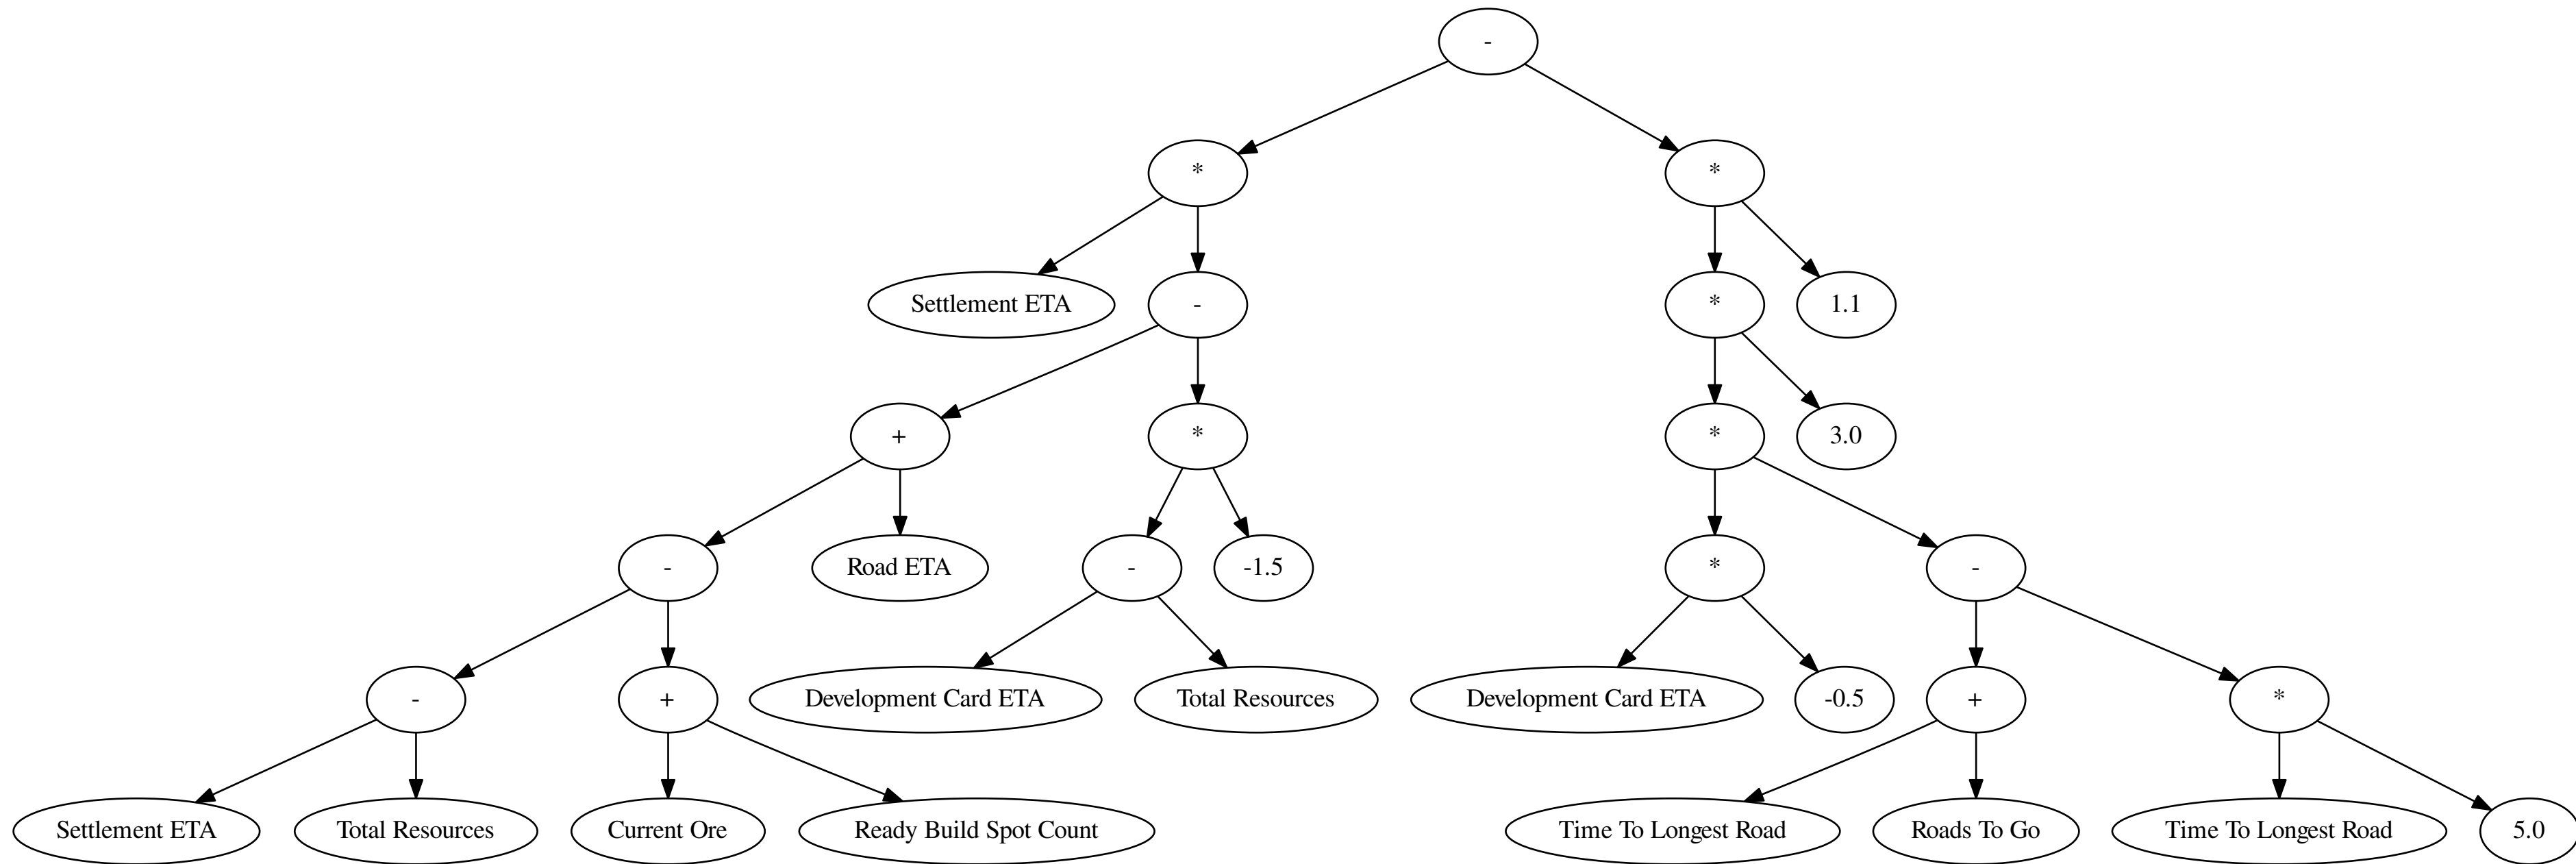 -
*
*
Settlement ETA
-
*
1.1
+
*
*
3.0
-
Road ETA
-
-1.5
*
-
-
+
Development Card ETA
Total Resources
Development Card ETA
-0.5
+
*
Settlement ETA
Total Resources
Current Ore
Ready Build Spot Count
Time To Longest Road
Roads To Go
Time To Longest Road
5.0